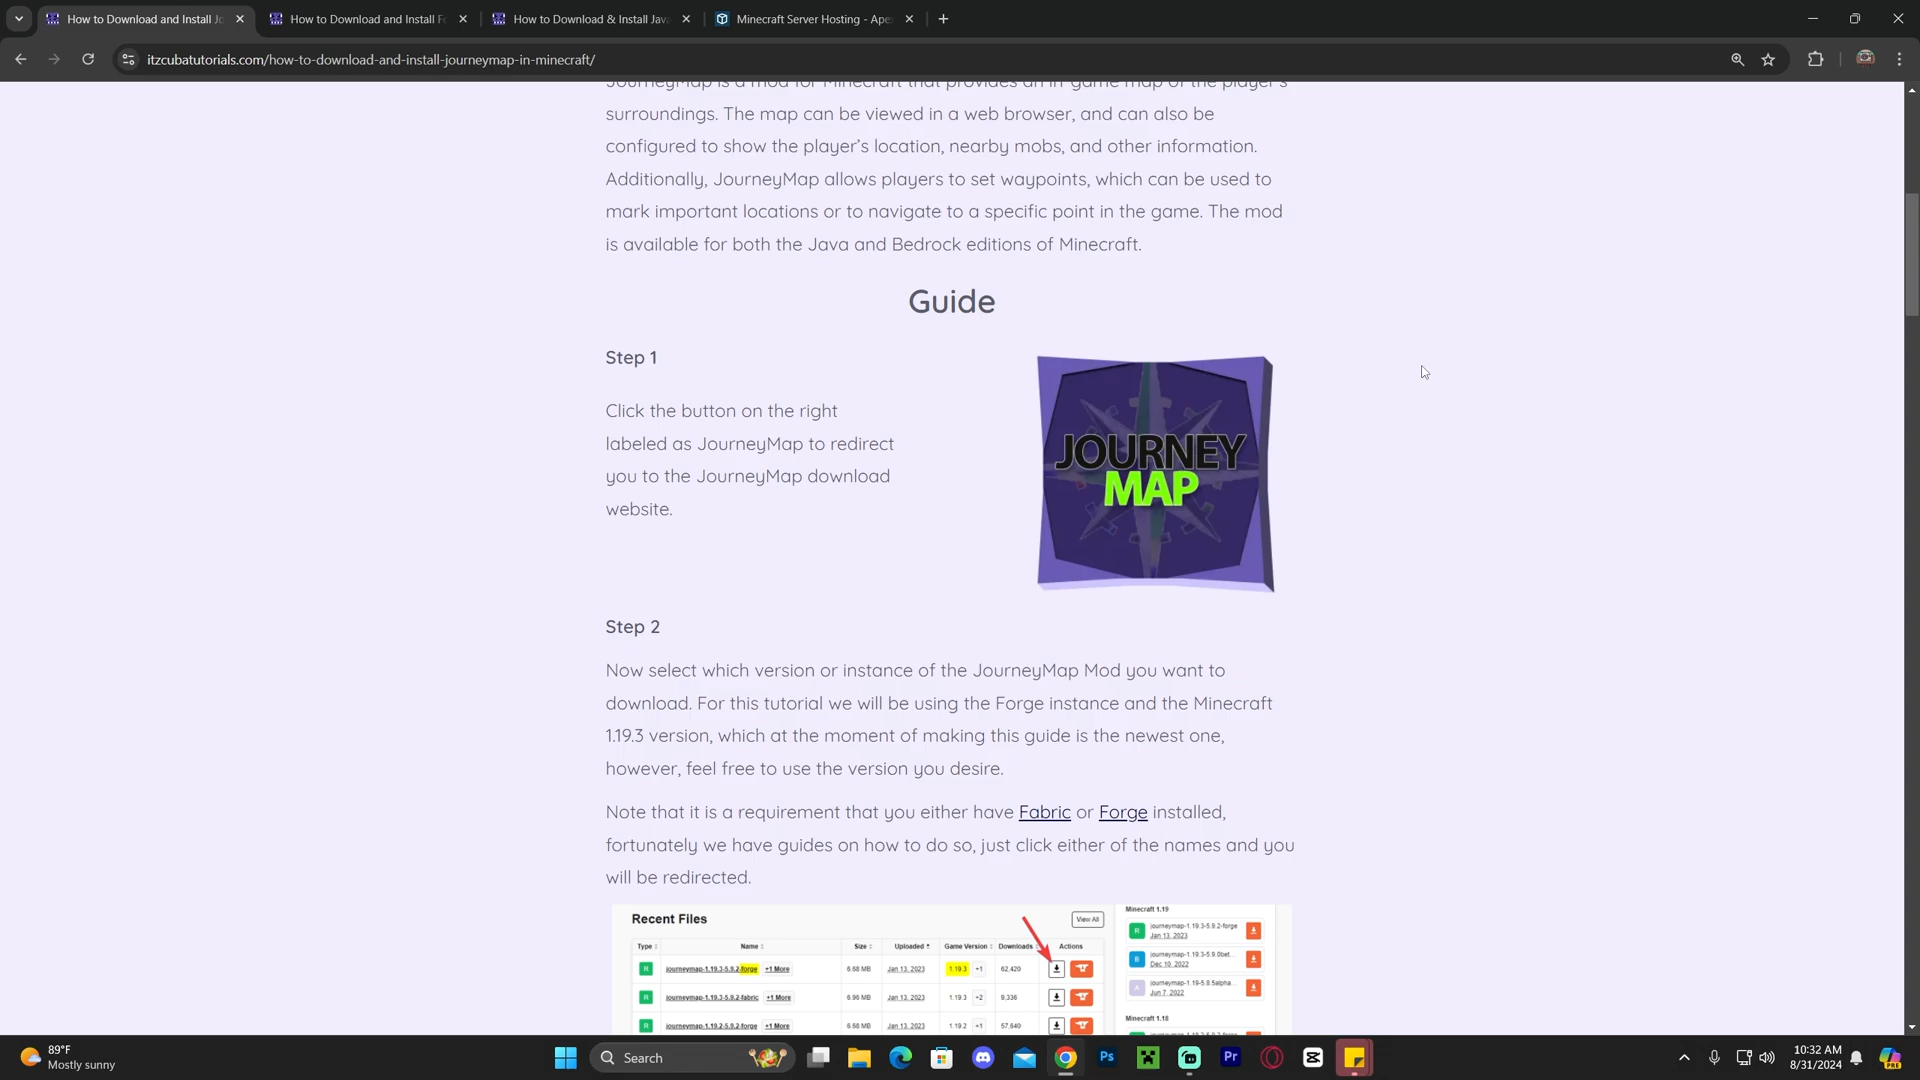 How to Download and Install Jo
How to Download and Install Fo
How to Download & Install Java
Minecraft Server Hosting - Apex
itzcubatutorials.com/how-to-download-and-install-journeymap-in-minecraft/
JourneyMap is a mod for Minecraft that provides an in-game map of the player's
surroundings. The map can be viewed in a web browser, and can also be
configured to show the player's location, nearby mobs, and other information.
Additionally, JourneyMap allows players to set waypoints, which can be used to
mark important locations or to navigate to a specific point in the game. The mod
is available for both the Java and Bedrock editions of Minecraft.
Guide
Step 1
Click the button on the right
labeled as JourneyMap to redirect
you to the JourneyMap download
website.
JOURNEY
MAP
Step 2
Now select which version or instance of the JourneyMap Mod you want to
download. For this tutorial we will be using the Forge instance and the Minecraft
1.19.3 version, which at the moment of making this guide is the newest one,
however, feel free to use the version you desire.
Note that it is a requirement that you either have Fabric or Forge installed,
fortunately we have guides on how to do so, just click either of the names and you
will be redirected.
Recent Files
View All
Type Name Size Uploaded Game Version Downloads Actions
R journeymap-1.19.3-5.9.2-forge +1 More 6.68 MB Jan 13, 2023 1.19.3 +1 62,420
R journeymap-1.19.3-5.9.2-fabric +1 More 6.96 MB Jan 13, 2023 1.19.3 +2 9,336
R journeymap-1.19.2-5.9.2-forge +1 More 6.68 MB Jan 13, 2023 1.19.2 +1 57,640
Minecraft 1.19
R journeymap-1.19.3-5.9.2-forge
Jan 13, 2023
B journeymap-1.19.3-5.9.0bet...
Dec 10, 2022
A journeymap-1.19-5.8.5alpha...
Jun 7, 2022
Minecraft 1.18
89°F
Mostly sunny
Search
Ps
Pr
PRE
10:32 AM
8/31/2024